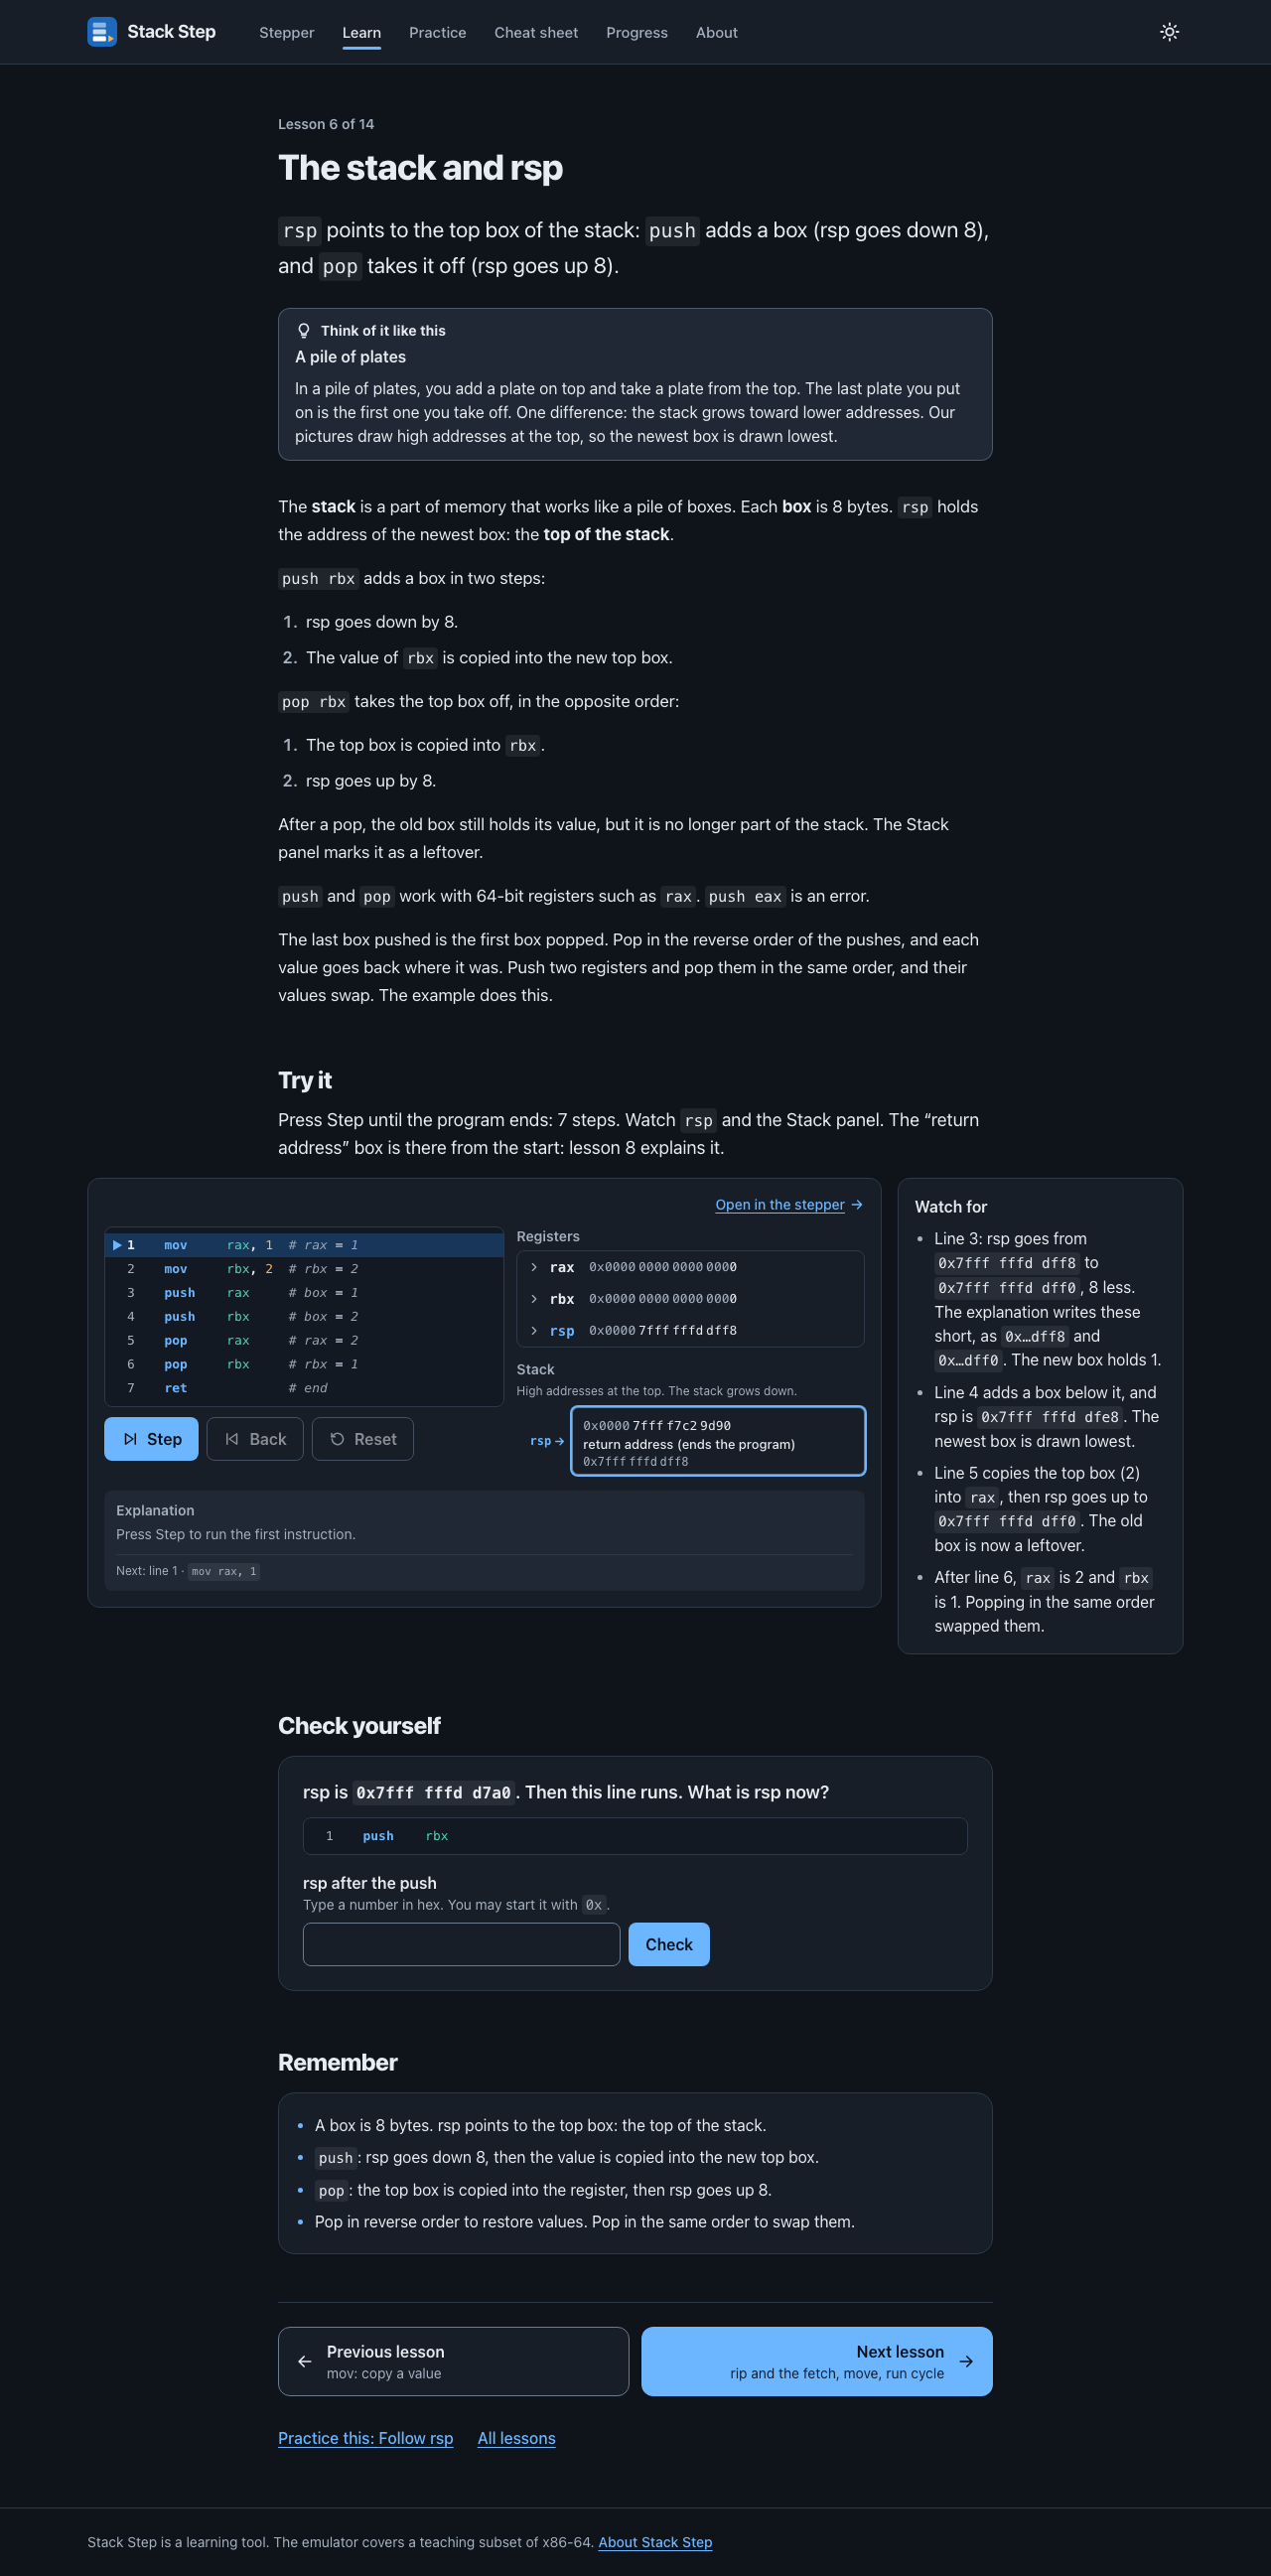 Stack Step
Stepper
Learn
Practice
Cheat sheet
Progress
About
Lesson 6 of 14
The stack and rsp
rsp points to the top box of the stack: push adds a box (rsp goes down 8),
and pop takes it off (rsp goes up 8).
Think of it like this
A pile of plates
In a pile of plates, you add a plate on top and take a plate from the top. The last plate you put
on is the first one you take off. One difference: the stack grows toward lower addresses. Our
pictures draw high addresses at the top, so the newest box is drawn lowest.
The stack is a part of memory that works like a pile of boxes. Each box is 8 bytes. rsp holds
the address of the newest box: the top of the stack.
push rbx adds a box in two steps:
1. rsp goes down by 8.
2. The value of rbx is copied into the new top box.
pop rbx takes the top box off, in the opposite order:
1. The top box is copied into rbx.
2. rsp goes up by 8.
After a pop, the old box still holds its value, but it is no longer part of the stack. The Stack
panel marks it as a leftover.
push and pop work with 64-bit registers such as rax. push eax is an error.
The last box pushed is the first box popped. Pop in the reverse order of the pushes, and each
value goes back where it was. Push two registers and pop them in the same order, and their
values swap. The example does this.
Try it
Press Step until the program ends: 7 steps. Watch rsp and the Stack panel. The “return
address” box is there from the start: lesson 8 explains it.
Open in the stepper →
1 mov rax, 1 # rax = 1
2 mov rbx, 2 # rbx = 2
3 push rax # box = 1
4 push rbx # box = 2
5 pop rax # rax = 2
6 pop rbx # rbx = 1
7 ret # end
Step
Back
Reset
Registers
rax 0x0000 0000 0000 0000
rbx 0x0000 0000 0000 0000
rsp 0x0000 7fff fffd dff8
Stack
High addresses at the top. The stack grows down.
rsp →
0x0000 7fff f7c2 9d90
return address (ends the program)
0x7fff fffd dff8
Explanation
Press Step to run the first instruction.
Next: line 1 · mov rax, 1
Watch for
• Line 3: rsp goes from
0x7fff fffd dff8 to
0x7fff fffd dff0, 8 less.
The explanation writes these
short, as 0x…dff8 and
0x…dff0. The new box holds 1.
• Line 4 adds a box below it, and
rsp is 0x7fff fffd dfe8. The
newest box is drawn lowest.
• Line 5 copies the top box (2)
into rax, then rsp goes up to
0x7fff fffd dff0. The old
box is now a leftover.
• After line 6, rax is 2 and rbx
is 1. Popping in the same order
swapped them.
Check yourself
rsp is 0x7fff fffd d7a0. Then this line runs. What is rsp now?
1 push rbx
rsp after the push
Type a number in hex. You may start it with 0x.
Check
Remember
• A box is 8 bytes. rsp points to the top box: the top of the stack.
• push: rsp goes down 8, then the value is copied into the new top box.
• pop: the top box is copied into the register, then rsp goes up 8.
• Pop in reverse order to restore values. Pop in the same order to swap them.
← Previous lesson
mov: copy a value
Next lesson →
rip and the fetch, move, run cycle
Practice this: Follow rsp
All lessons
Stack Step is a learning tool. The emulator covers a teaching subset of x86-64. About Stack Step